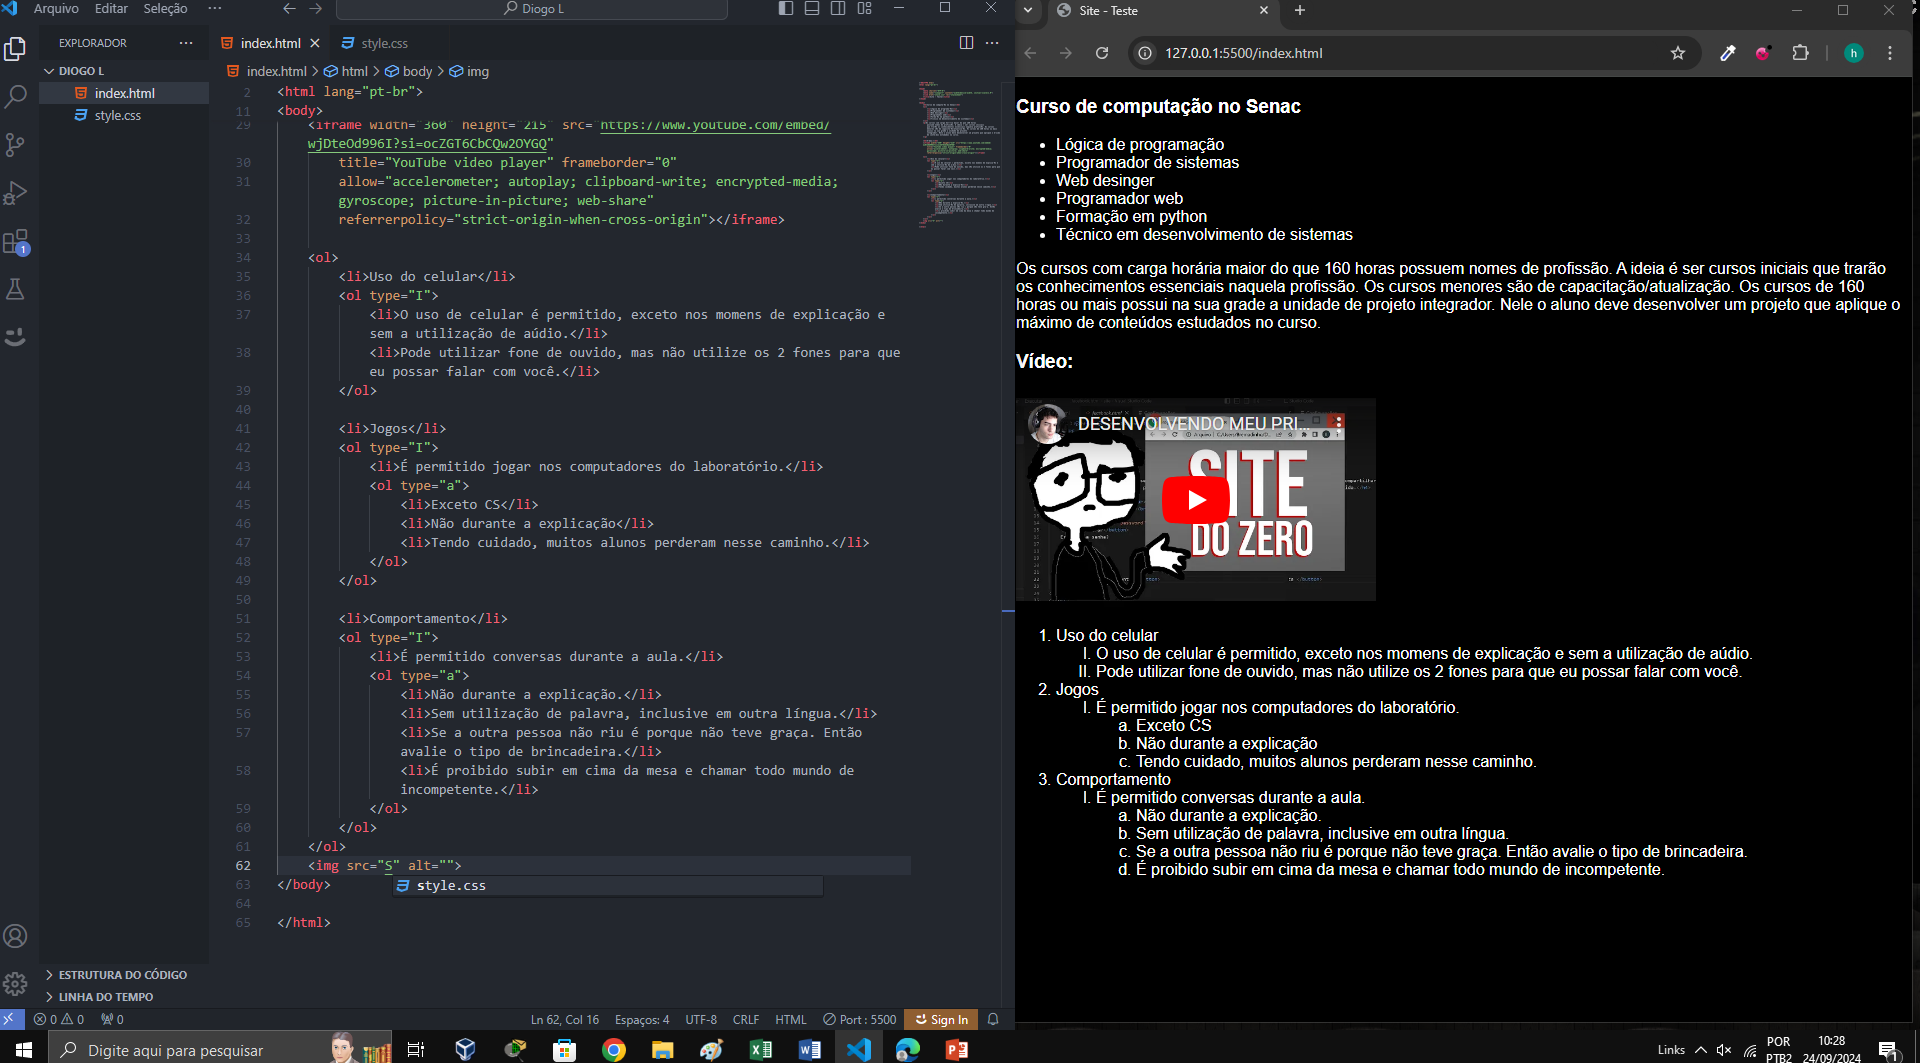 Arquivo Editar Seleção ··· Diogo L
EXPLORADOR ···
DIOGO L
index.html
style.css
ESTRUTURA DO CÓDIGO
LINHA DO TEMPO
index.html style.css
index.html > html > body > img
2 <html lang="pt-br">
11 <body>
29 <iframe width="360" height="215" src="https://www.youtube.com/embed/
wjDteOd996I?si=ocZGT6CbCQw2OYGQ"
30 title="YouTube video player" frameborder="0"
31 allow="accelerometer; autoplay; clipboard-write; encrypted-media;
gyroscope; picture-in-picture; web-share"
32 referrerpolicy="strict-origin-when-cross-origin"></iframe>
33
34 <ol>
35 <li>Uso do celular</li>
36 <ol type="I">
37 <li>O uso de celular é permitido, exceto nos momens de explicação e
sem a utilização de aúdio.</li>
38 <li>Pode utilizar fone de ouvido, mas não utilize os 2 fones para que
eu possar falar com você.</li>
39 </ol>
40
41 <li>Jogos</li>
42 <ol type="I">
43 <li>É permitido jogar nos computadores do laboratório.</li>
44 <ol type="a">
45 <li>Exceto CS</li>
46 <li>Não durante a explicação</li>
47 <li>Tendo cuidado, muitos alunos perderam nesse caminho.</li>
48 </ol>
49 </ol>
50
51 <li>Comportamento</li>
52 <ol type="I">
53 <li>É permitido conversas durante a aula.</li>
54 <ol type="a">
55 <li>Não durante a explicação.</li>
56 <li>Sem utilização de palavra, inclusive em outra língua.</li>
57 <li>Se a outra pessoa não riu é porque não teve graça. Então
avalie o tipo de brincadeira.</li>
58 <li>É proibido subir em cima da mesa e chamar todo mundo de
incompetente.</li>
59 </ol>
60 </ol>
61 </ol>
62 <img src="S" alt="">
style.css
63 </body>
64
65 </html>
0 0 0 Ln 62, Col 16 Espaços: 4 UTF-8 CRLF HTML Port : 5500 Sign In
Site - Teste
127.0.0.1:5500/index.html
h
Curso de computação no Senac
Lógica de programação
Programador de sistemas
Web desinger
Programador web
Formação em python
Técnico em desenvolvimento de sistemas
Os cursos com carga horária maior do que 160 horas possuem nomes de profissão. A ideia é ser cursos iniciais que trarão
os conhecimentos essenciais naquela profissão. Os cursos menores são de capacitação/atualização. Os cursos de 160
horas ou mais possui na sua grade a unidade de projeto integrador. Nele o aluno deve desenvolver um projeto que aplique o
máximo de conteúdos estudados no curso.
Vídeo:
DESENVOLVENDO MEU PRI...
SITE
DO ZERO
1. Uso do celular
I. O uso de celular é permitido, exceto nos momens de explicação e sem a utilização de aúdio.
II. Pode utilizar fone de ouvido, mas não utilize os 2 fones para que eu possar falar com você.
2. Jogos
I. É permitido jogar nos computadores do laboratório.
a. Exceto CS
b. Não durante a explicação
c. Tendo cuidado, muitos alunos perderam nesse caminho.
3. Comportamento
I. É permitido conversas durante a aula.
a. Não durante a explicação.
b. Sem utilização de palavra, inclusive em outra língua.
c. Se a outra pessoa não riu é porque não teve graça. Então avalie o tipo de brincadeira.
d. É proibido subir em cima da mesa e chamar todo mundo de incompetente.
Digite aqui para pesquisar
Links
POR
PTB2
10:28
24/09/2024
1